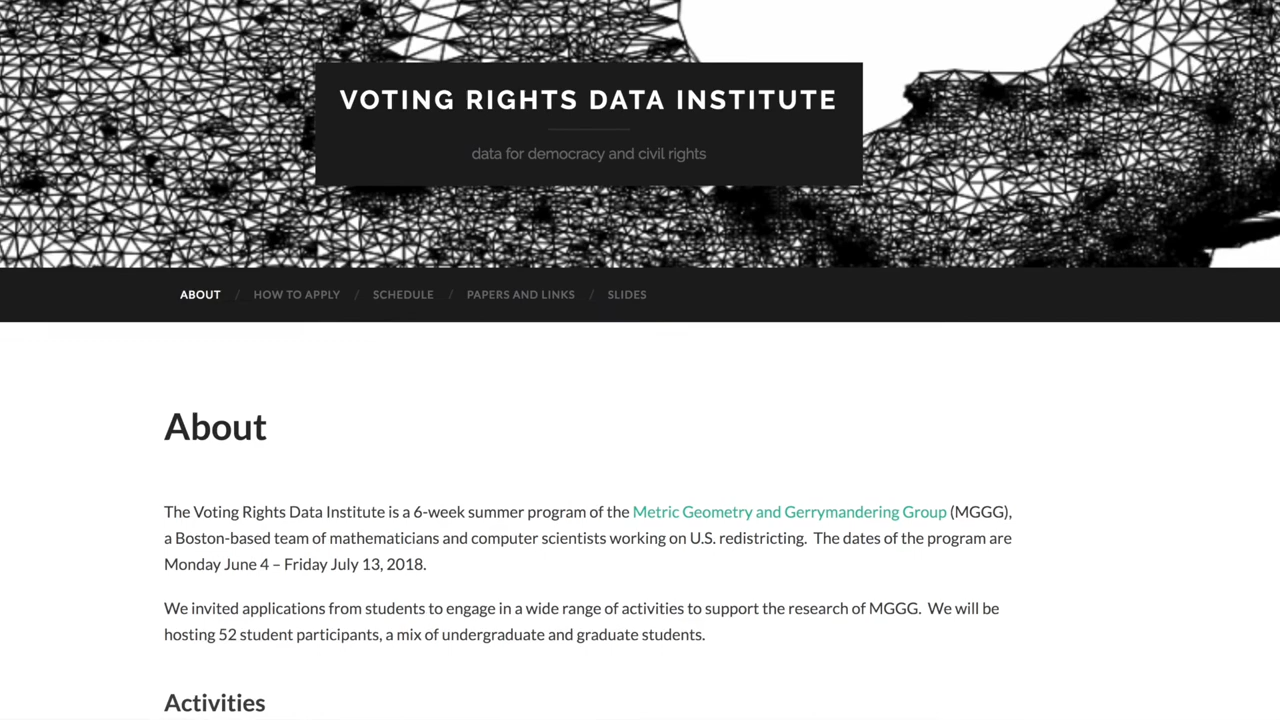 VOTING RIGHTS DATA INSTITUTE
data for democracy and civil rights
ABOUT / HOW TO APPLY / SCHEDULE / PAPERS AND LINKS / SLIDES
About
The Voting Rights Data Institute is a 6-week summer program of the Metric Geometry and Gerrymandering Group (MGGG),
a Boston-based team of mathematicians and computer scientists working on U.S. redistricting.  The dates of the program are
Monday June 4 – Friday July 13, 2018.
We invited applications from students to engage in a wide range of activities to support the research of MGGG.  We will be
hosting 52 student participants, a mix of undergraduate and graduate students.
Activities